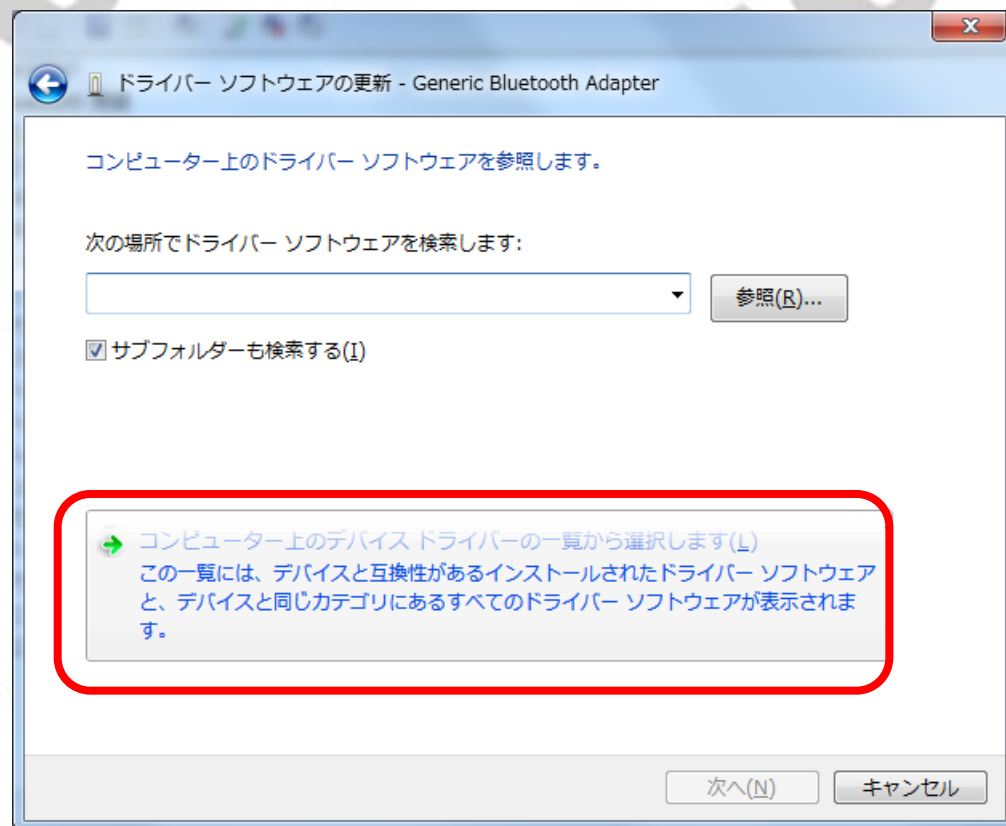 ドライバー ソフトウェアの更新 - Generic Bluetooth Adapter
コンピューター上のドライバー ソフトウェアを参照します。
次の場所でドライバー ソフトウェアを検索します:
参照(R)...
サブフォルダーも検索する(I)
コンピューター上のデバイス ドライバーの一覧から選択します(L)
この一覧には、デバイスと互換性があるインストールされたドライバー ソフトウェア
と、デバイスと同じカテゴリにあるすべてのドライバー ソフトウェアが表示されま
す。
次へ(N)
キャンセル